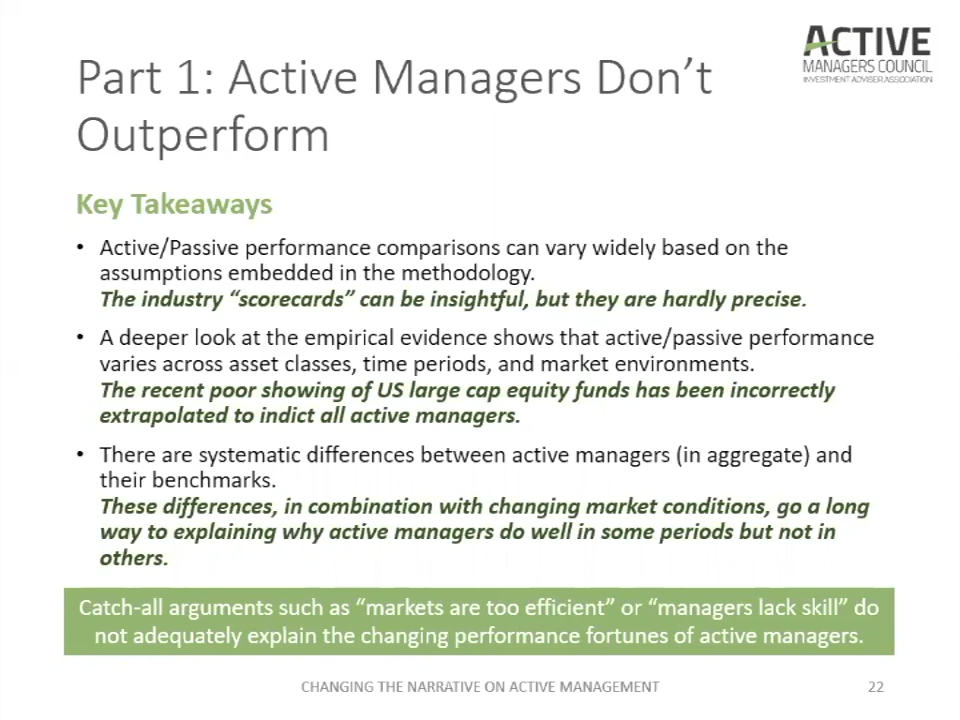 ACTIVE
MANAGERS COUNCIL
INVESTMENT ADVISER ASSOCIATION
Part 1: Active Managers Don’t
Outperform
Key Takeaways
• Active/Passive performance comparisons can vary widely based on the
assumptions embedded in the methodology.
The industry “scorecards” can be insightful, but they are hardly precise.
• A deeper look at the empirical evidence shows that active/passive performance
varies across asset classes, time periods, and market environments.
The recent poor showing of US large cap equity funds has been incorrectly
extrapolated to indict all active managers.
• There are systematic differences between active managers (in aggregate) and
their benchmarks.
These differences, in combination with changing market conditions, go a long
way to explaining why active managers do well in some periods but not in
others.
Catch-all arguments such as “markets are too efficient” or “managers lack skill” do
not adequately explain the changing performance fortunes of active managers.
CHANGING THE NARRATIVE ON ACTIVE MANAGEMENT
22